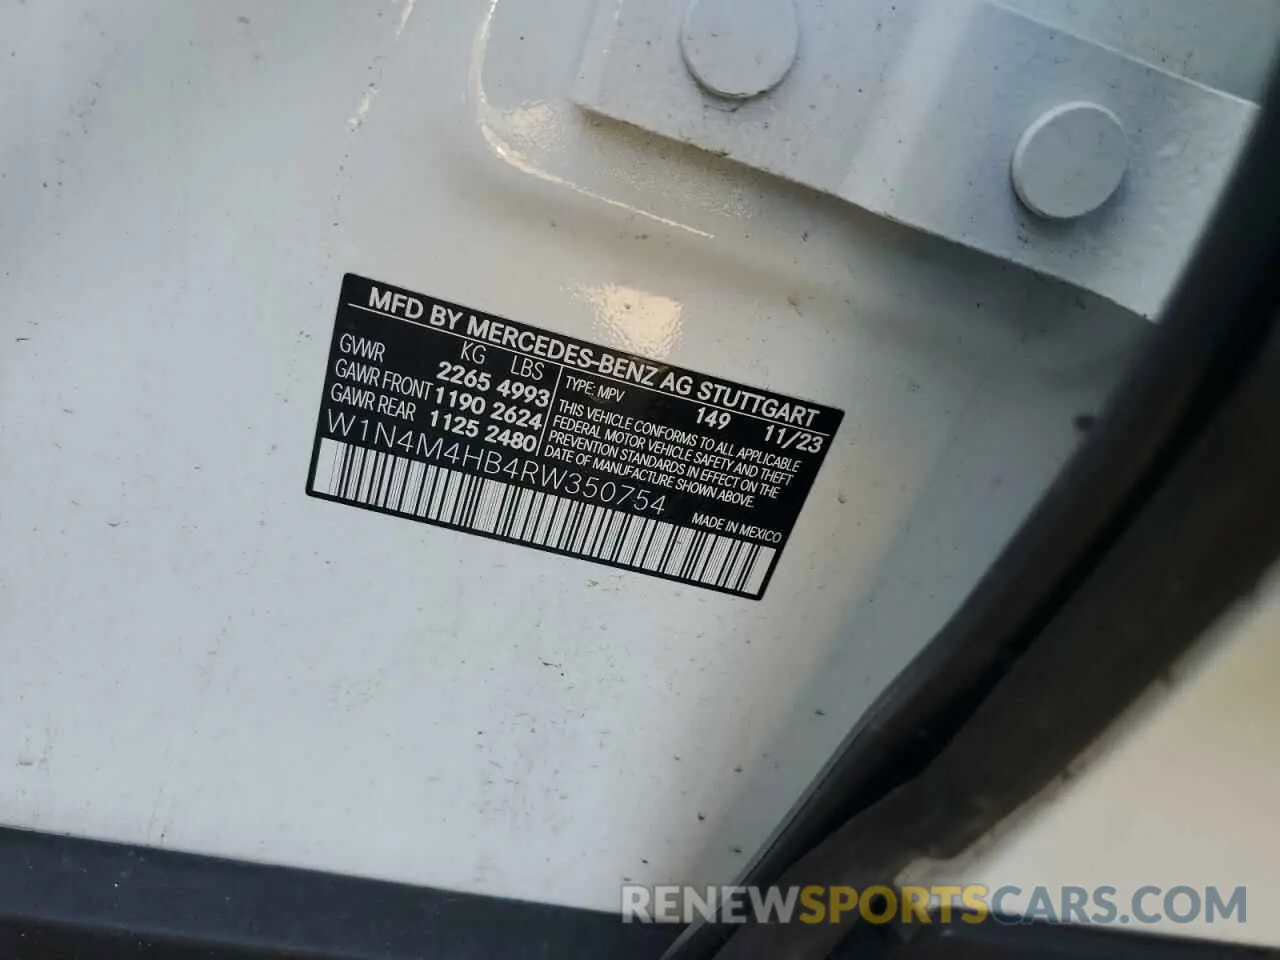 MFD BY MERCEDES-BENZ AG STUTTGART
KG LBS
GVWR 2265 4993
GAWR FRONT 1190 2624
GAWR REAR 1125 2480
TYPE: MPV 149 11/23
THIS VEHICLE CONFORMS TO ALL APPLICABLE
FEDERAL MOTOR VEHICLE SAFETY AND THEFT
PREVENTION STANDARDS IN EFFECT ON THE
DATE OF MANUFACTURE SHOWN ABOVE.
W1N4M4HB4RW350754
MADE IN MEXICO
RENEWSPORTSCARS.COM